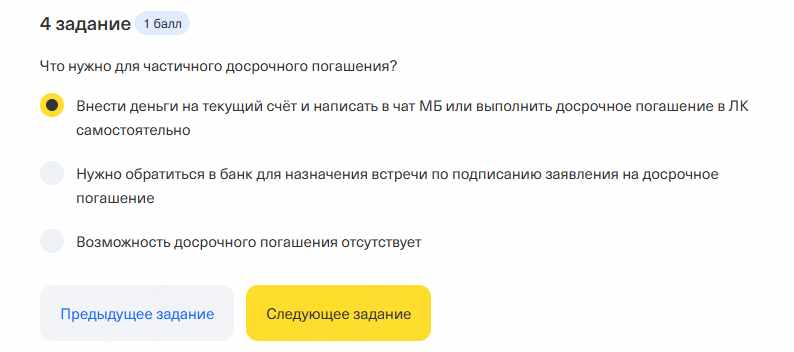 4 задание 1 балл
Что нужно для частичного досрочного погашения?
Внести деньги на текущий счёт и написать в чат МБ или выполнить досрочное погашение в ЛК
самостоятельно
Нужно обратиться в банк для назначения встречи по подписанию заявления на досрочное
погашение
Возможность досрочного погашения отсутствует
Предыдущее задание Следующее задание